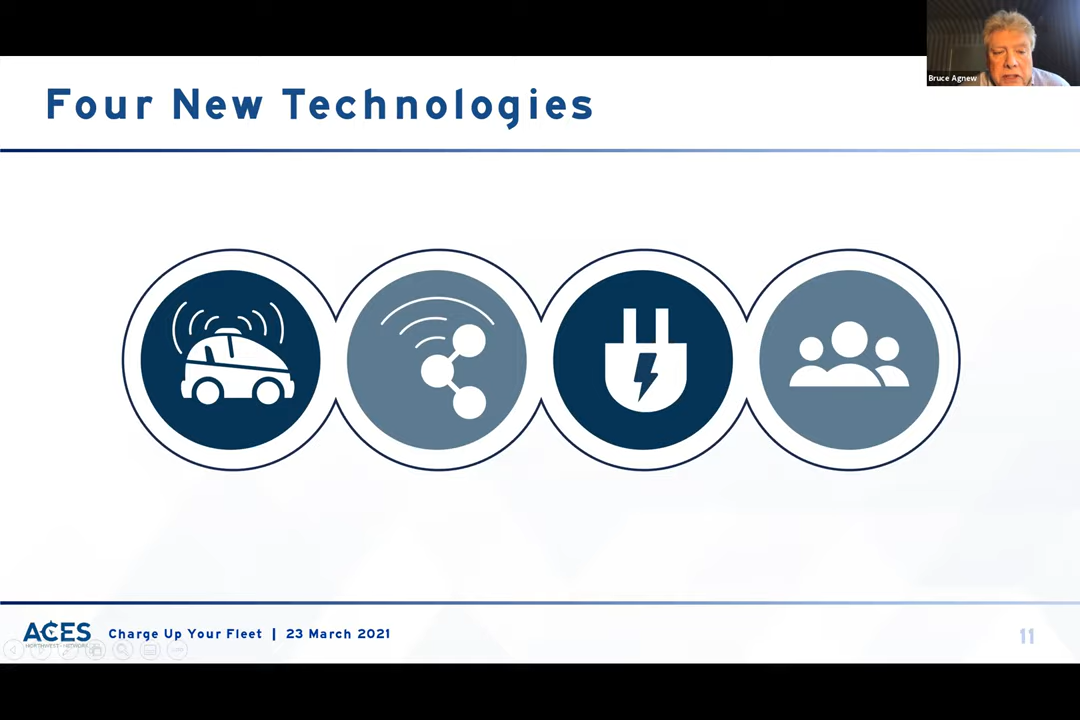 Bruce Agnew
Four New Technologies
ACES
NORTHWEST NETWORK
Charge Up Your Fleet | 23 March 2021
11